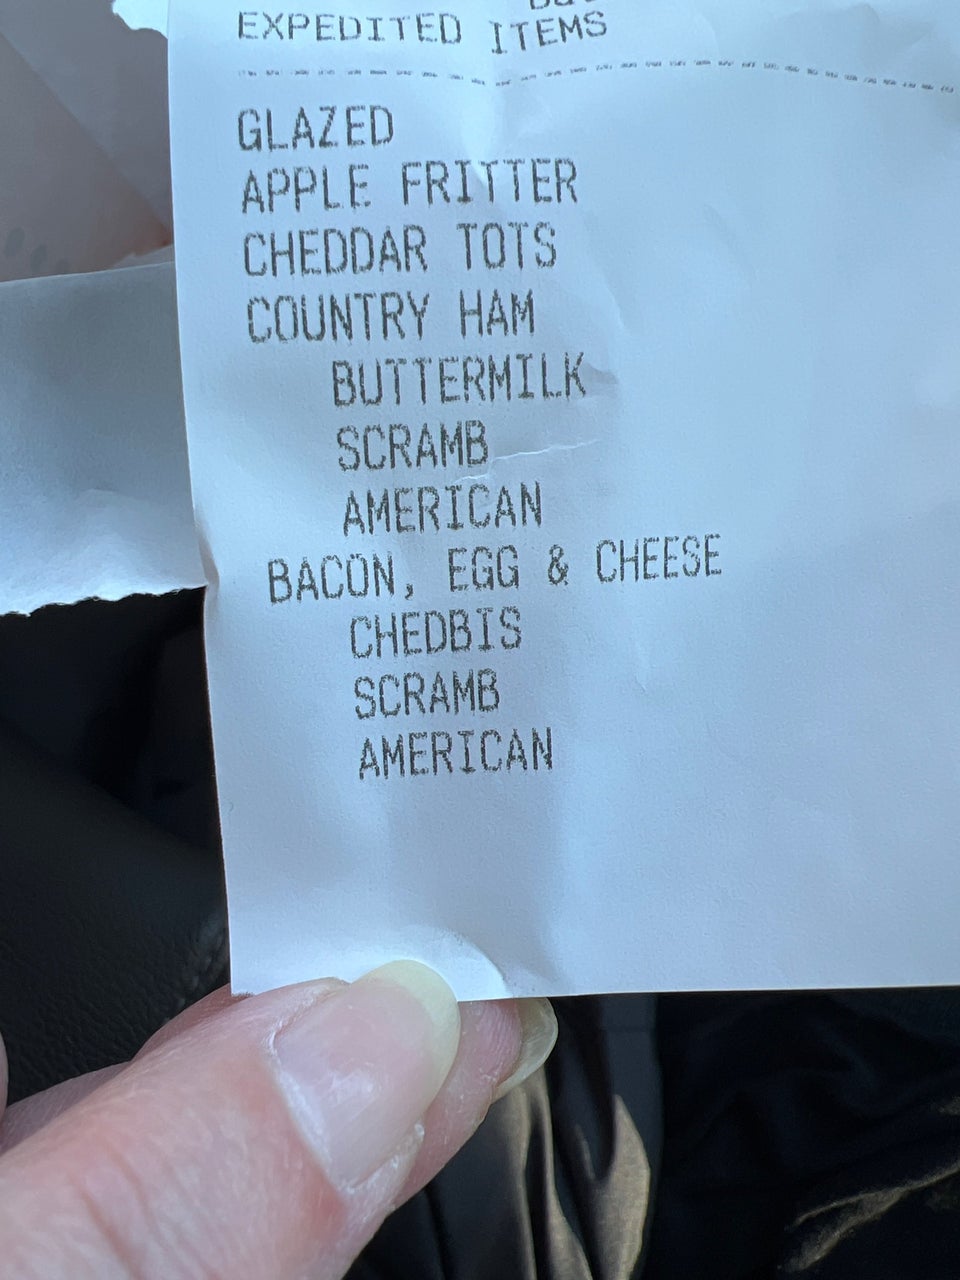 EXPEDITED ITEMS
GLAZED
APPLE FRITTER
CHEDDAR TOTS
COUNTRY HAM
BUTTERMILK
SCRAMB
AMERICAN
BACON, EGG & CHEESE
CHEDBIS
SCRAMB
AMERICAN